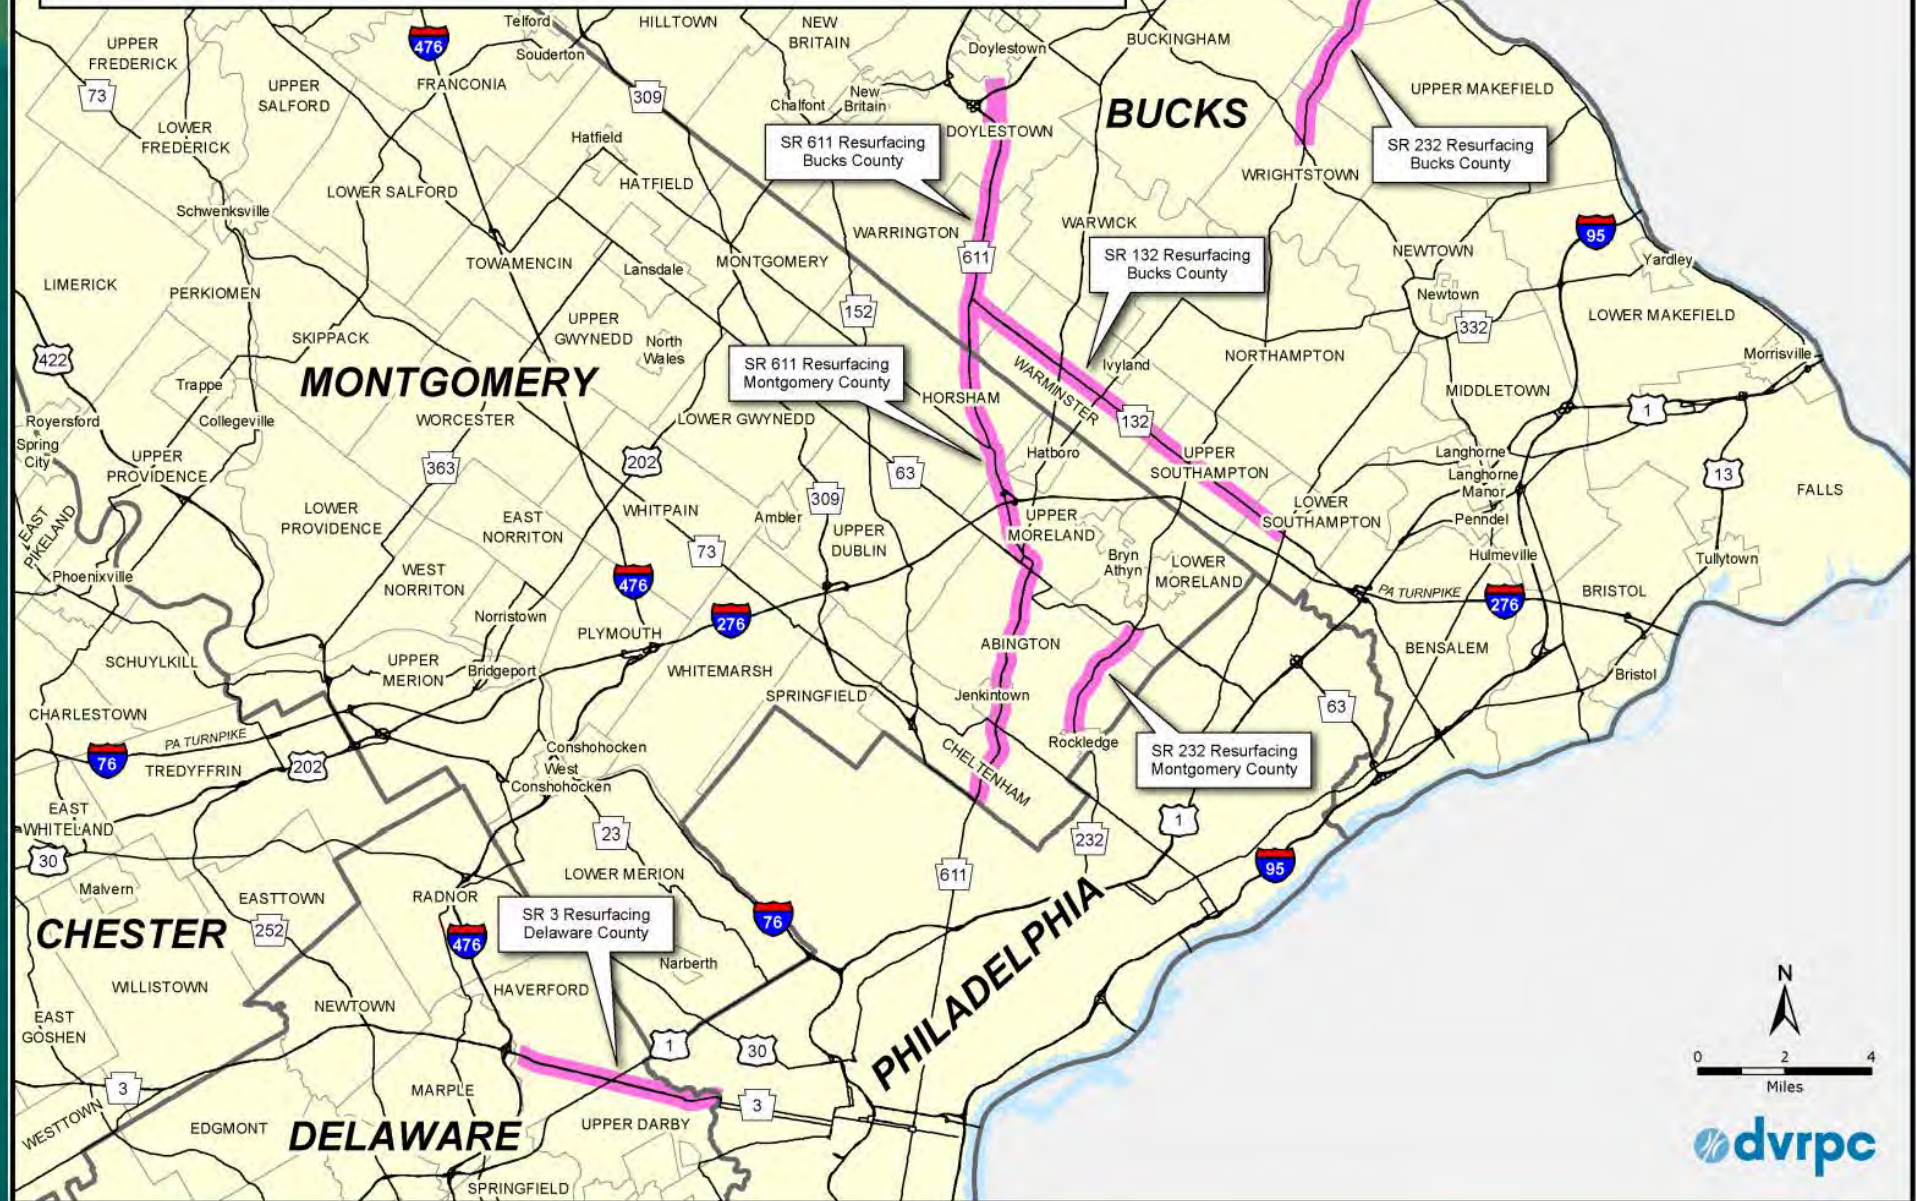 Telford
HILLTOWN
NEW
BRITAIN
Doylestown
BUCKINGHAM
UPPER
FREDERICK
476
Souderton
UPPER
SALFORD
FRANCONIA
73
309
Chalfont
New
Britain
BUCKS
UPPER MAKEFIELD
LOWER
FREDERICK
Hatfield
SR 611 Resurfacing
Bucks County
DOYLESTOWN
SR 232 Resurfacing
Bucks County
LOWER SALFORD
HATFIELD
WRIGHTSTOWN
Schwenksville
WARRINGTON
WARWICK
95
611
SR 132 Resurfacing
Bucks County
NEWTOWN
Yardley
TOWAMENCIN
Lansdale
MONTGOMERY
LIMERICK
PERKIOMEN
Newtown
152
332
LOWER MAKEFIELD
SKIPPACK
UPPER
GWYNEDD
North
Wales
422
SR 611 Resurfacing
Montgomery County
WARMINSTER
Ivyland
NORTHAMPTON
Morrisville
Trappe
MONTGOMERY
HORSHAM
MIDDLETOWN
1
Royersford
Collegeville
WORCESTER
LOWER GWYNEDD
132
Spring
City
UPPER
PROVIDENCE
363
202
63
Hatboro
UPPER
SOUTHAMPTON
Langhorne
Langhorne
Manor
13
FALLS
EAST
PIKELAND
LOWER
PROVIDENCE
EAST
NORRITON
WHITPAIN
Ambler
309
UPPER
DUBLIN
UPPER
MORELAND
LOWER
SOUTHAMPTON
Penndel
73
Bryn
Athyn
LOWER
MORELAND
Hulmeville
Tullytown
Phoenixville
WEST
NORRITON
476
PA TURNPIKE
276
BRISTOL
Norristown
276
PLYMOUTH
ABINGTON
BENSALEM
SCHUYLKILL
UPPER
MERION
Bridgeport
WHITEMARSH
SPRINGFIELD
Jenkintown
Bristol
63
CHARLESTOWN
PA TURNPIKE
76
Conshohocken
CHELTENHAM
Rockledge
SR 232 Resurfacing
Montgomery County
TREDYFFRIN
202
West
Conshohocken
EAST
WHITELAND
23
1
232
30
LOWER MERION
611
95
Malvern
EASTTOWN
RADNOR
SR 3 Resurfacing
Delaware County
76
CHESTER
252
476
Narberth
PHILADELPHIA
WILLISTOWN
HAVERFORD
NEWTOWN
EAST
GOSHEN
N
1
30
0 2 4
Miles
3
MARPLE
3
WESTTOWN
EDGMONT
DELAWARE
UPPER DARBY
dvrpc
SPRINGFIELD